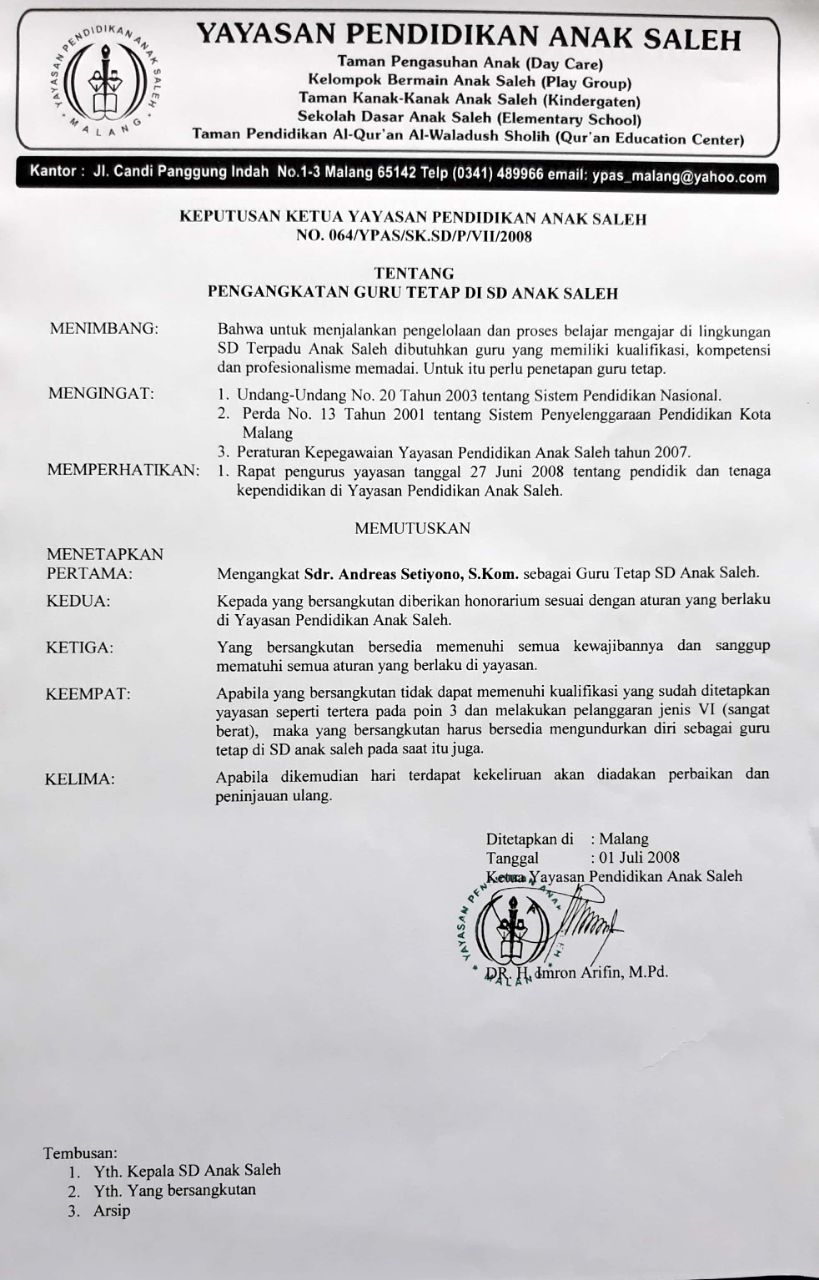 YAYASAN PENDIDIKAN ANAK SALEH
MALANG
YAYASAN PENDIDIKAN ANAK SALEH
Taman Pengasuhan Anak (Day Care)
Kelompok Bermain Anak Saleh (Play Group)
Taman Kanak-Kanak Anak Saleh (Kindergaten)
Sekolah Dasar Anak Saleh (Elementary School)
Taman Pendidikan Al-Qur'an Al-Waladush Sholih (Qur'an Education Center)
Kantor : Jl. Candi Panggung Indah No.1-3 Malang 65142 Telp (0341) 489966 email: ypas_malang@yahoo.com
KEPUTUSAN KETUA YAYASAN PENDIDIKAN ANAK SALEH
NO. 064/YPAS/SK.SD/P/VII/2008
TENTANG
PENGANGKATAN GURU TETAP DI SD ANAK SALEH
MENIMBANG: Bahwa untuk menjalankan pengelolaan dan proses belajar mengajar di lingkungan
SD Terpadu Anak Saleh dibutuhkan guru yang memiliki kualifikasi, kompetensi
dan profesionalisme memadai. Untuk itu perlu penetapan guru tetap.
MENGINGAT: 1. Undang-Undang No. 20 Tahun 2003 tentang Sistem Pendidikan Nasional.
2. Perda No. 13 Tahun 2001 tentang Sistem Penyelenggaraan Pendidikan Kota
Malang
3. Peraturan Kepegawaian Yayasan Pendidikan Anak Saleh tahun 2007.
MEMPERHATIKAN: 1. Rapat pengurus yayasan tanggal 27 Juni 2008 tentang pendidik dan tenaga
kependidikan di Yayasan Pendidikan Anak Saleh.
MEMUTUSKAN
MENETAPKAN
PERTAMA: Mengangkat Sdr. Andreas Setiyono, S.Kom. sebagai Guru Tetap SD Anak Saleh.
KEDUA: Kepada yang bersangkutan diberikan honorarium sesuai dengan aturan yang berlaku
di Yayasan Pendidikan Anak Saleh.
KETIGA: Yang bersangkutan bersedia memenuhi semua kewajibannya dan sanggup
mematuhi semua aturan yang berlaku di yayasan.
KEEMPAT: Apabila yang bersangkutan tidak dapat memenuhi kualifikasi yang sudah ditetapkan
yayasan seperti tertera pada poin 3 dan melakukan pelanggaran jenis VI (sangat
berat), maka yang bersangkutan harus bersedia mengundurkan diri sebagai guru
tetap di SD anak saleh pada saat itu juga.
KELIMA: Apabila dikemudian hari terdapat kekeliruan akan diadakan perbaikan dan
peninjauan ulang.
Ditetapkan di : Malang
Tanggal : 01 Juli 2008
Ketua Yayasan Pendidikan Anak Saleh
DR. H. Imron Arifin, M.Pd.
Tembusan:
1. Yth. Kepala SD Anak Saleh
2. Yth. Yang bersangkutan
3. Arsip